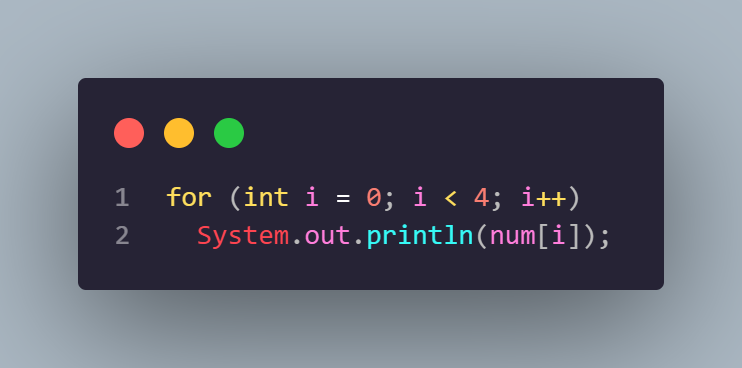 1 for (int i = 0; i < 4; i++)
2   System.out.println(num[i]);